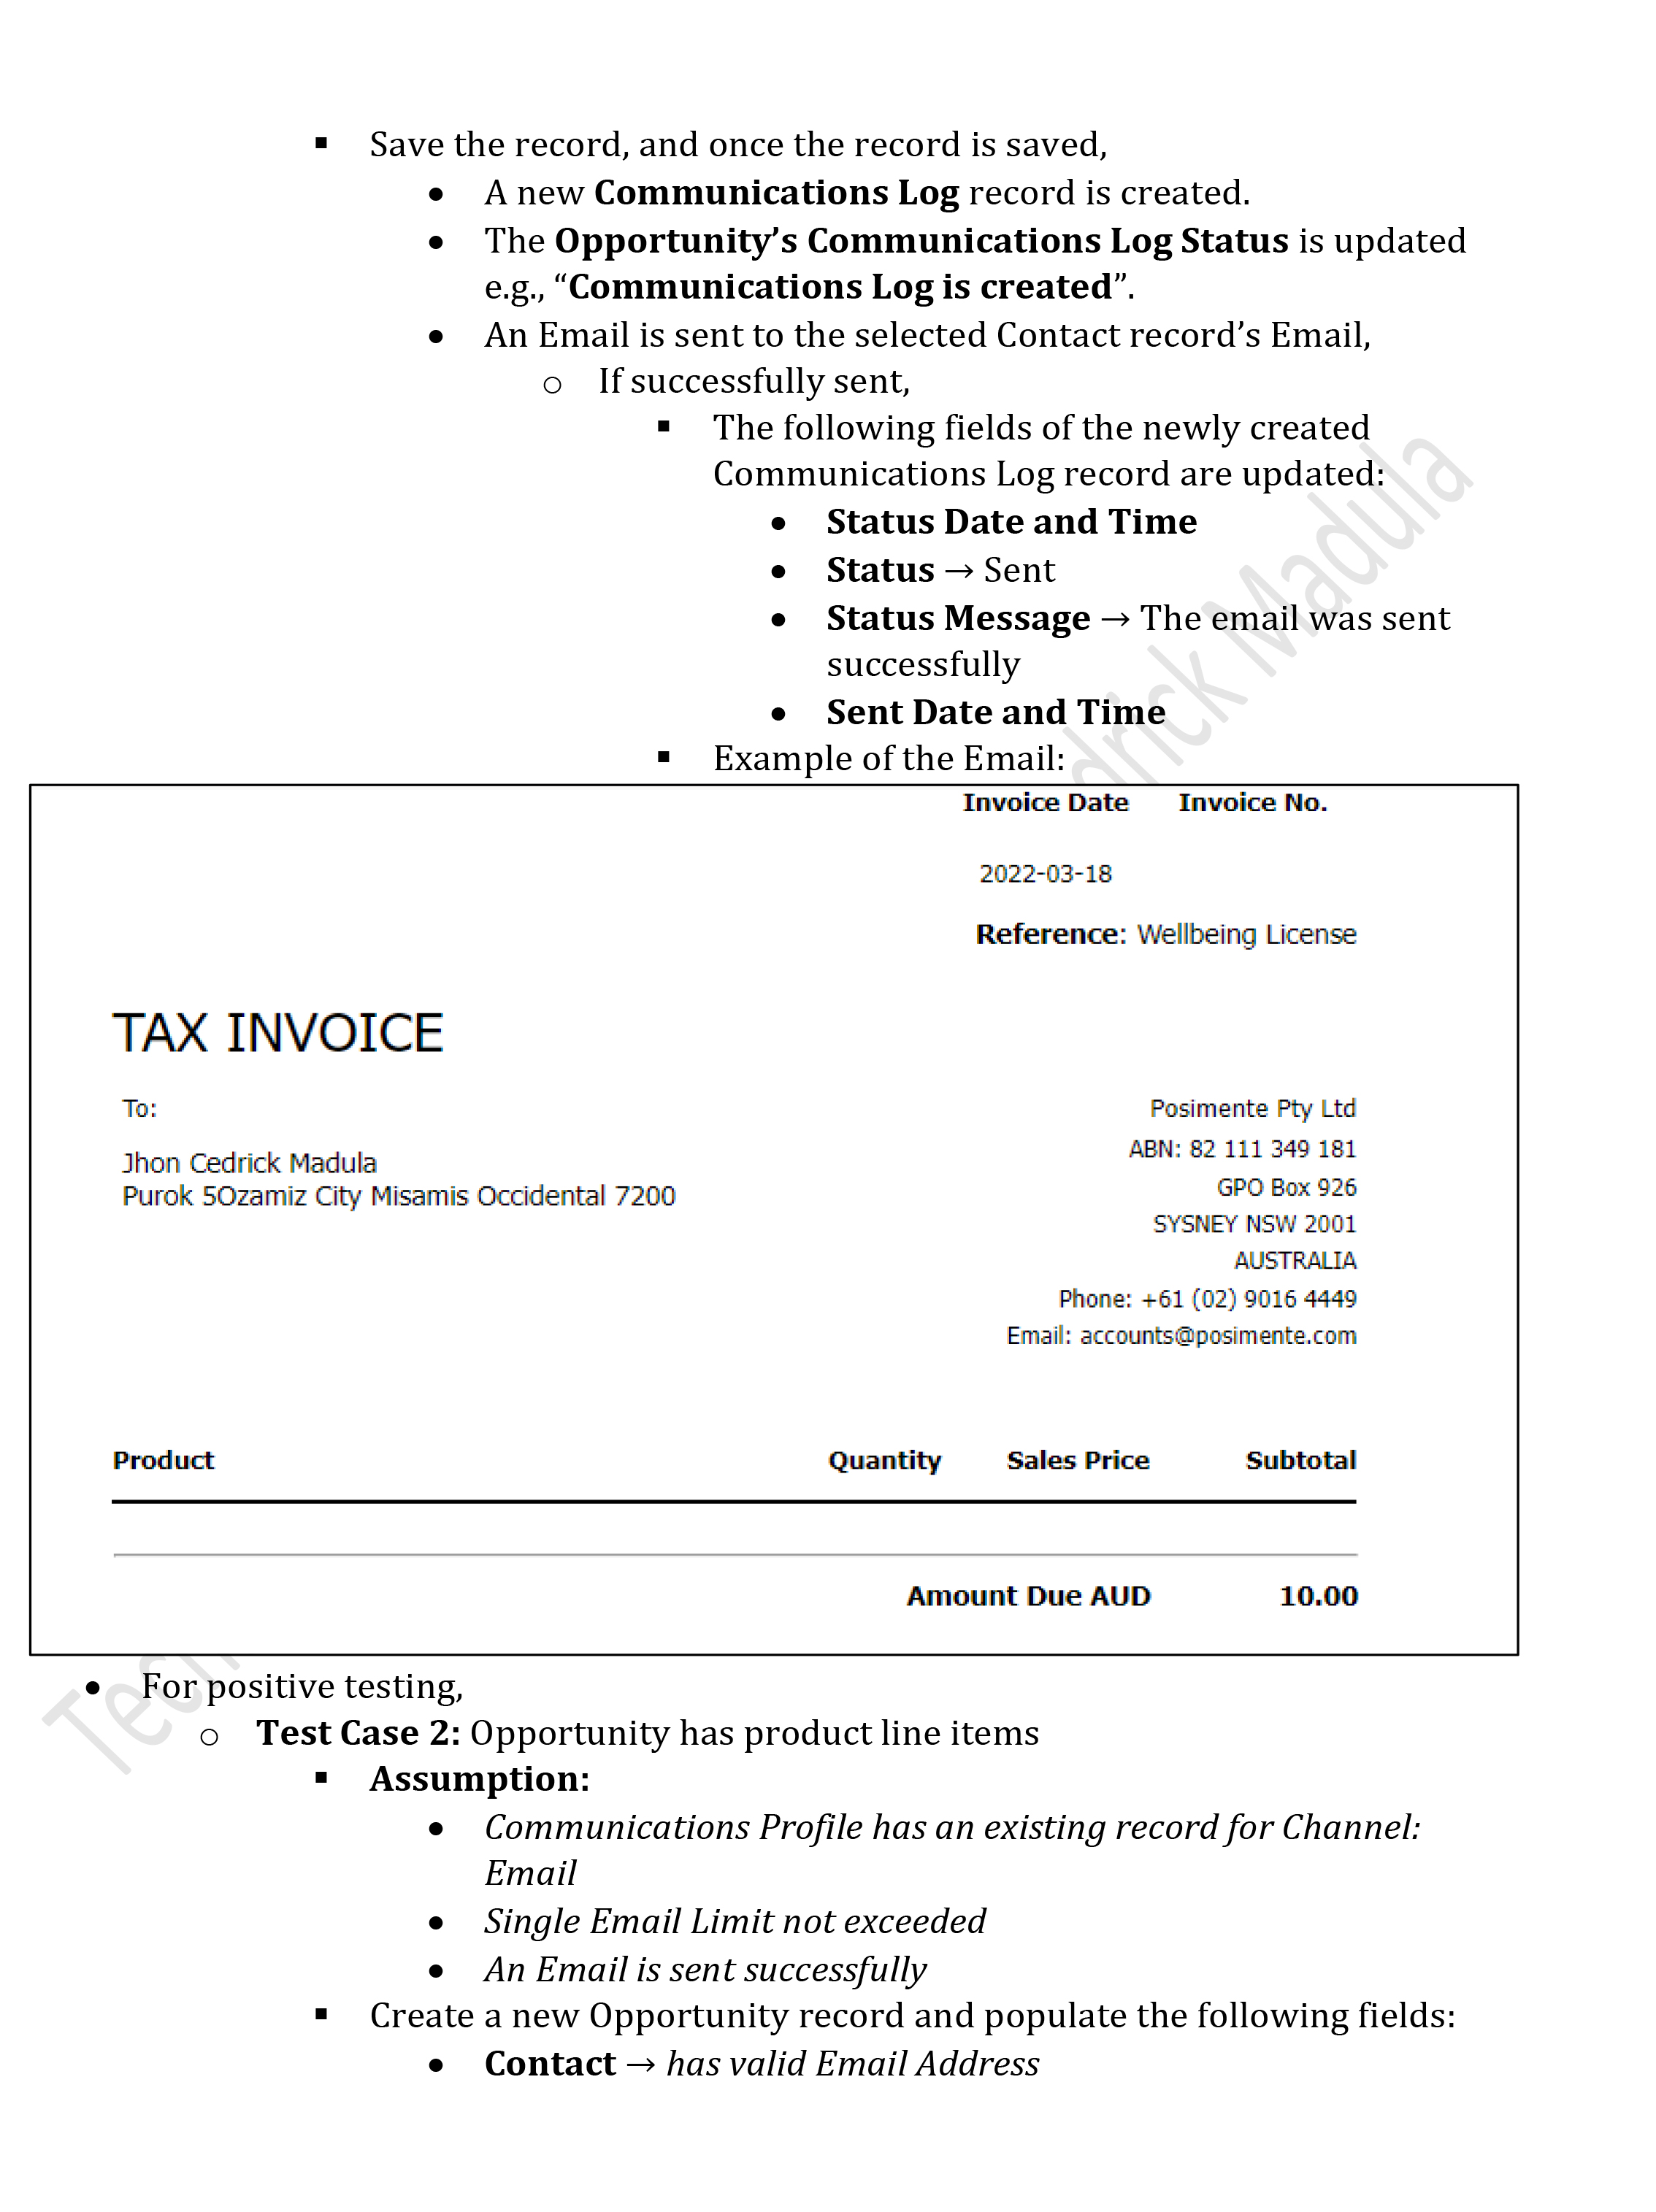 ▪ Save the record, and once the record is saved,
• A new Communications Log record is created.
• The Opportunity’s Communications Log Status is updated
e.g., “Communications Log is created”.
• An Email is sent to the selected Contact record’s Email,
o If successfully sent,
▪ The following fields of the newly created
Communications Log record are updated:
• Status Date and Time
• Status → Sent
• Status Message → The email was sent
successfully
• Sent Date and Time
▪ Example of the Email:
Invoice Date Invoice No.
2022-03-18
Reference: Wellbeing License
TAX INVOICE
To:
Jhon Cedrick Madula
Purok 5Ozamiz City Misamis Occidental 7200
Posimente Pty Ltd
ABN: 82 111 349 181
GPO Box 926
SYSNEY NSW 2001
AUSTRALIA
Phone: +61 (02) 9016 4449
Email: accounts@posimente.com
Product Quantity Sales Price Subtotal
Amount Due AUD 10.00
• For positive testing,
o Test Case 2: Opportunity has product line items
▪ Assumption:
• Communications Profile has an existing record for Channel:
Email
• Single Email Limit not exceeded
• An Email is sent successfully
▪ Create a new Opportunity record and populate the following fields:
• Contact → has valid Email Address